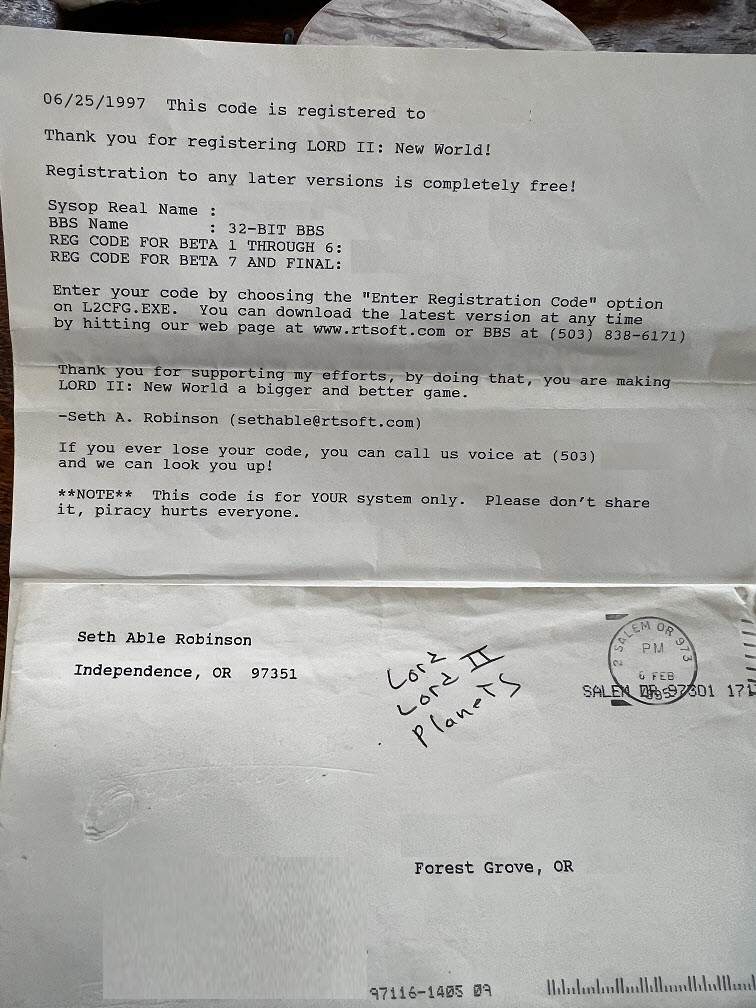 06/25/1997  This code is registered to
Thank you for registering LORD II: New World!
Registration to any later versions is completely free!
Sysop Real Name :
BBS Name        : 32-BIT BBS
REG CODE FOR BETA 1 THROUGH 6:
REG CODE FOR BETA 7 AND FINAL:
Enter your code by choosing the "Enter Registration Code" option
on L2CFG.EXE.  You can download the latest version at any time
by hitting our web page at www.rtsoft.com or BBS at (503) 838-6171)
Thank you for supporting my efforts, by doing that, you are making
LORD II: New World a bigger and better game.
-Seth A. Robinson (sethable@rtsoft.com)
If you ever lose your code, you can call us voice at (503)
and we can look you up!
**NOTE**  This code is for YOUR system only.  Please don't share
it, piracy hurts everyone.
Seth Able Robinson
Independence, OR  97351
Lord
Lord II
Planets
2 SALEM OR 973
PM
6 FEB
SALEM OR 97301 171
Forest Grove, OR
97116-1405 09